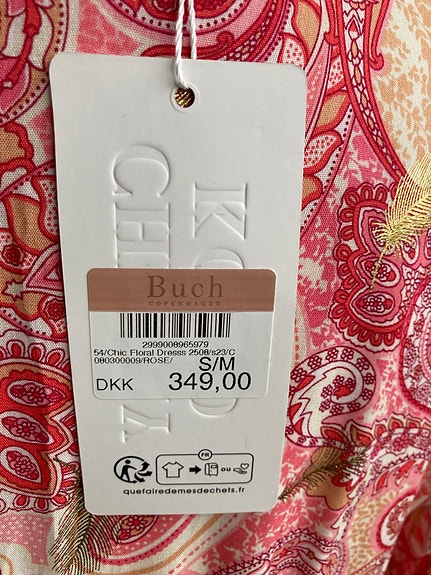 Buch
COPENHAGEN
2999008965979
54/Chic Floral Dresss 2508/s23/C
080300009/ROSE/
S/M
DKK 349,00
FR
ou
quefairedemesdechets.fr